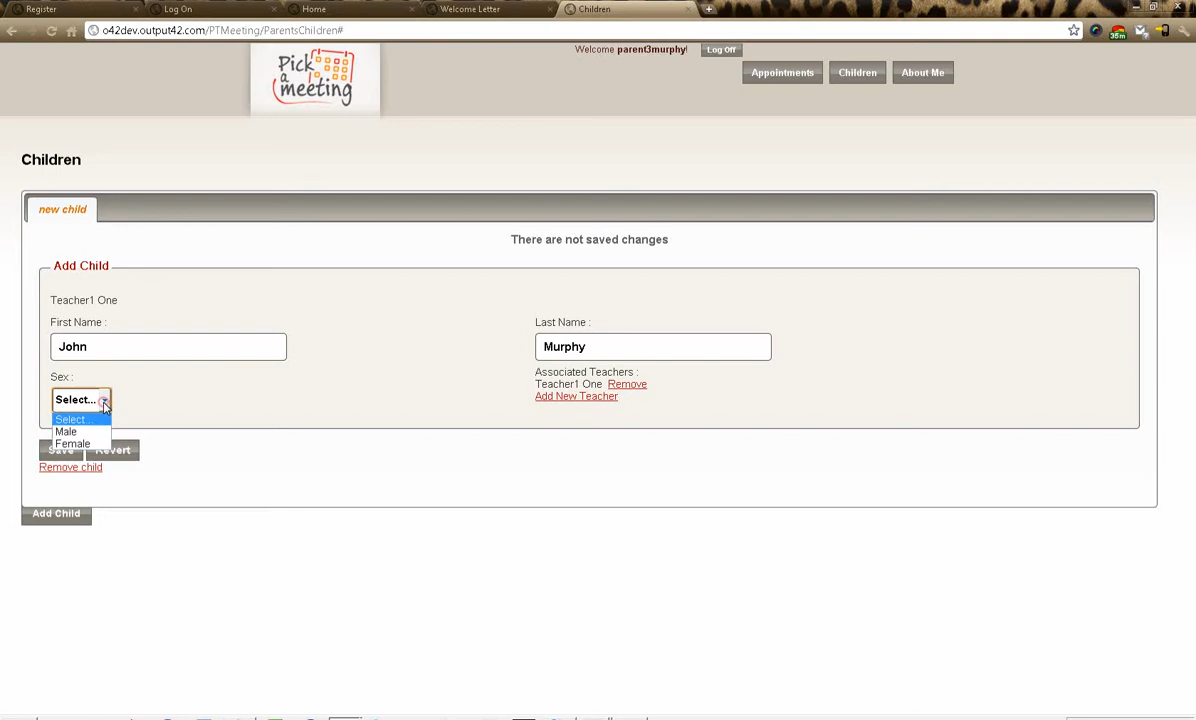 Register
Log On
Home
Welcome Letter
Children
o42dev.output42.com/PTMeeting/ParentsChildren#
35m
Pick
a
meeting
Welcome parent3murphy!
Log Off
Appointments
Children
About Me
Children
new child
There are not saved changes
Add Child
Teacher1 One
First Name :
Last Name :
John
Murphy
Sex :
Associated Teachers :
Teacher1 One Remove
Add New Teacher
Select...
Select...
Male
Female
Save
Revert
Remove child
Add Child